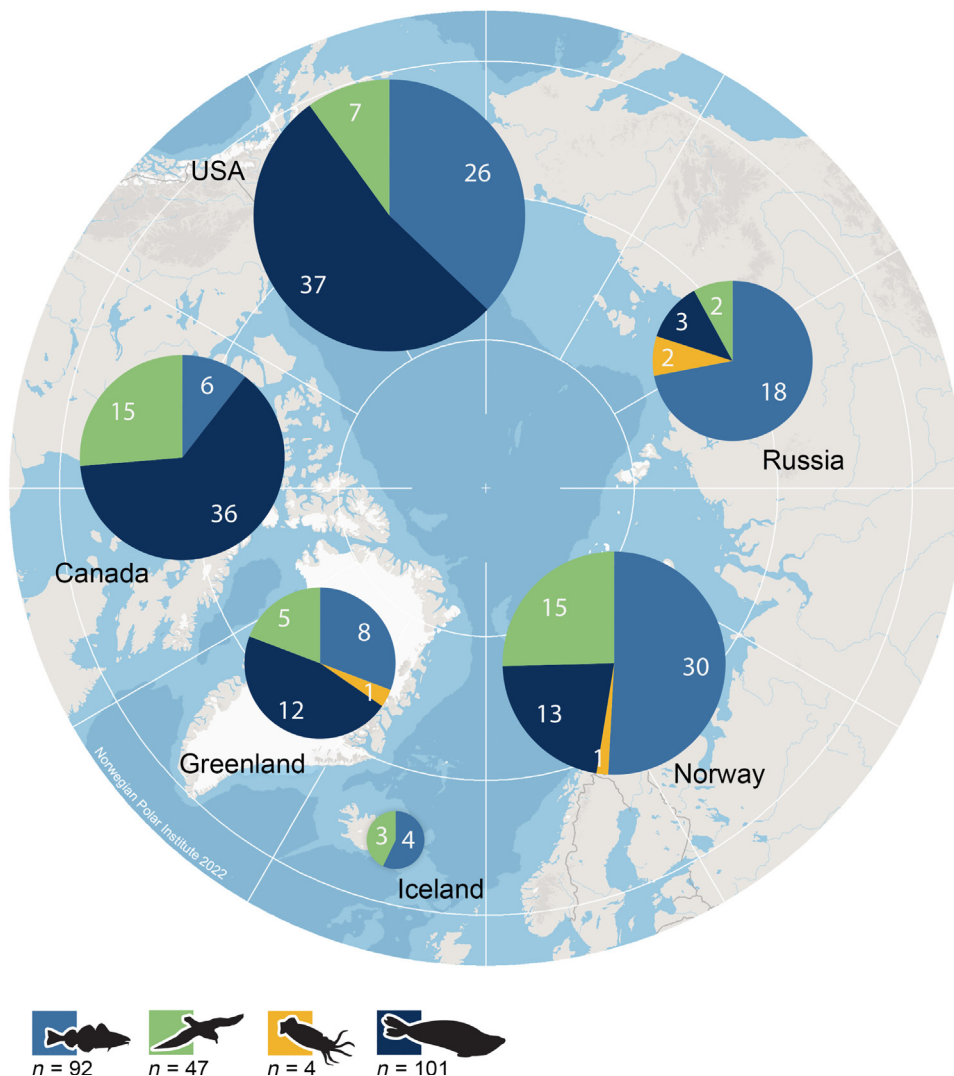 7
26
USA
37
3
2
2
18
Russia
6
15
36
Canada
15
30
5
8
1
12
13
1
Greenland
Norway
Norwegian Polar Institute 2022
3
4
Iceland
n = 92
n = 47
n = 4
n = 101